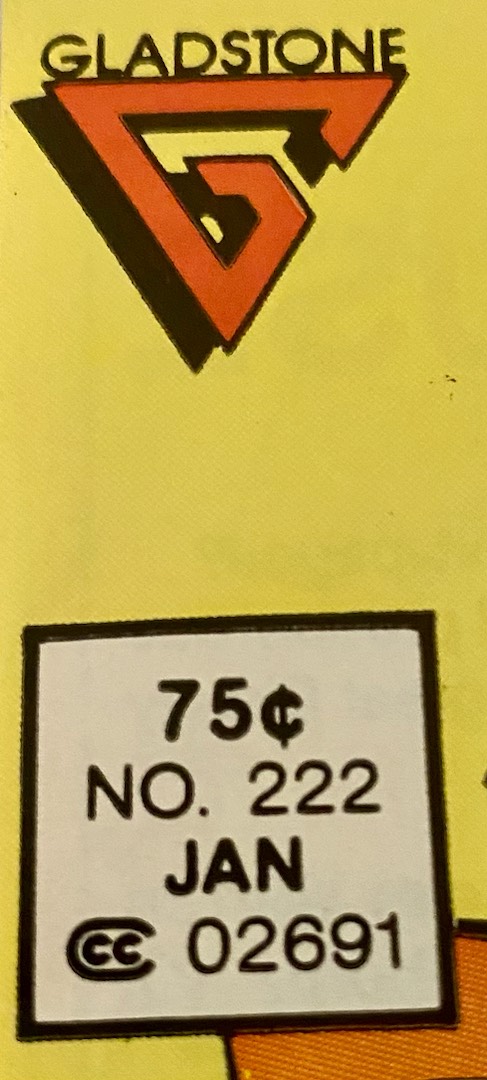 GLADSTONE
75¢
NO. 222
JAN
CC 02691